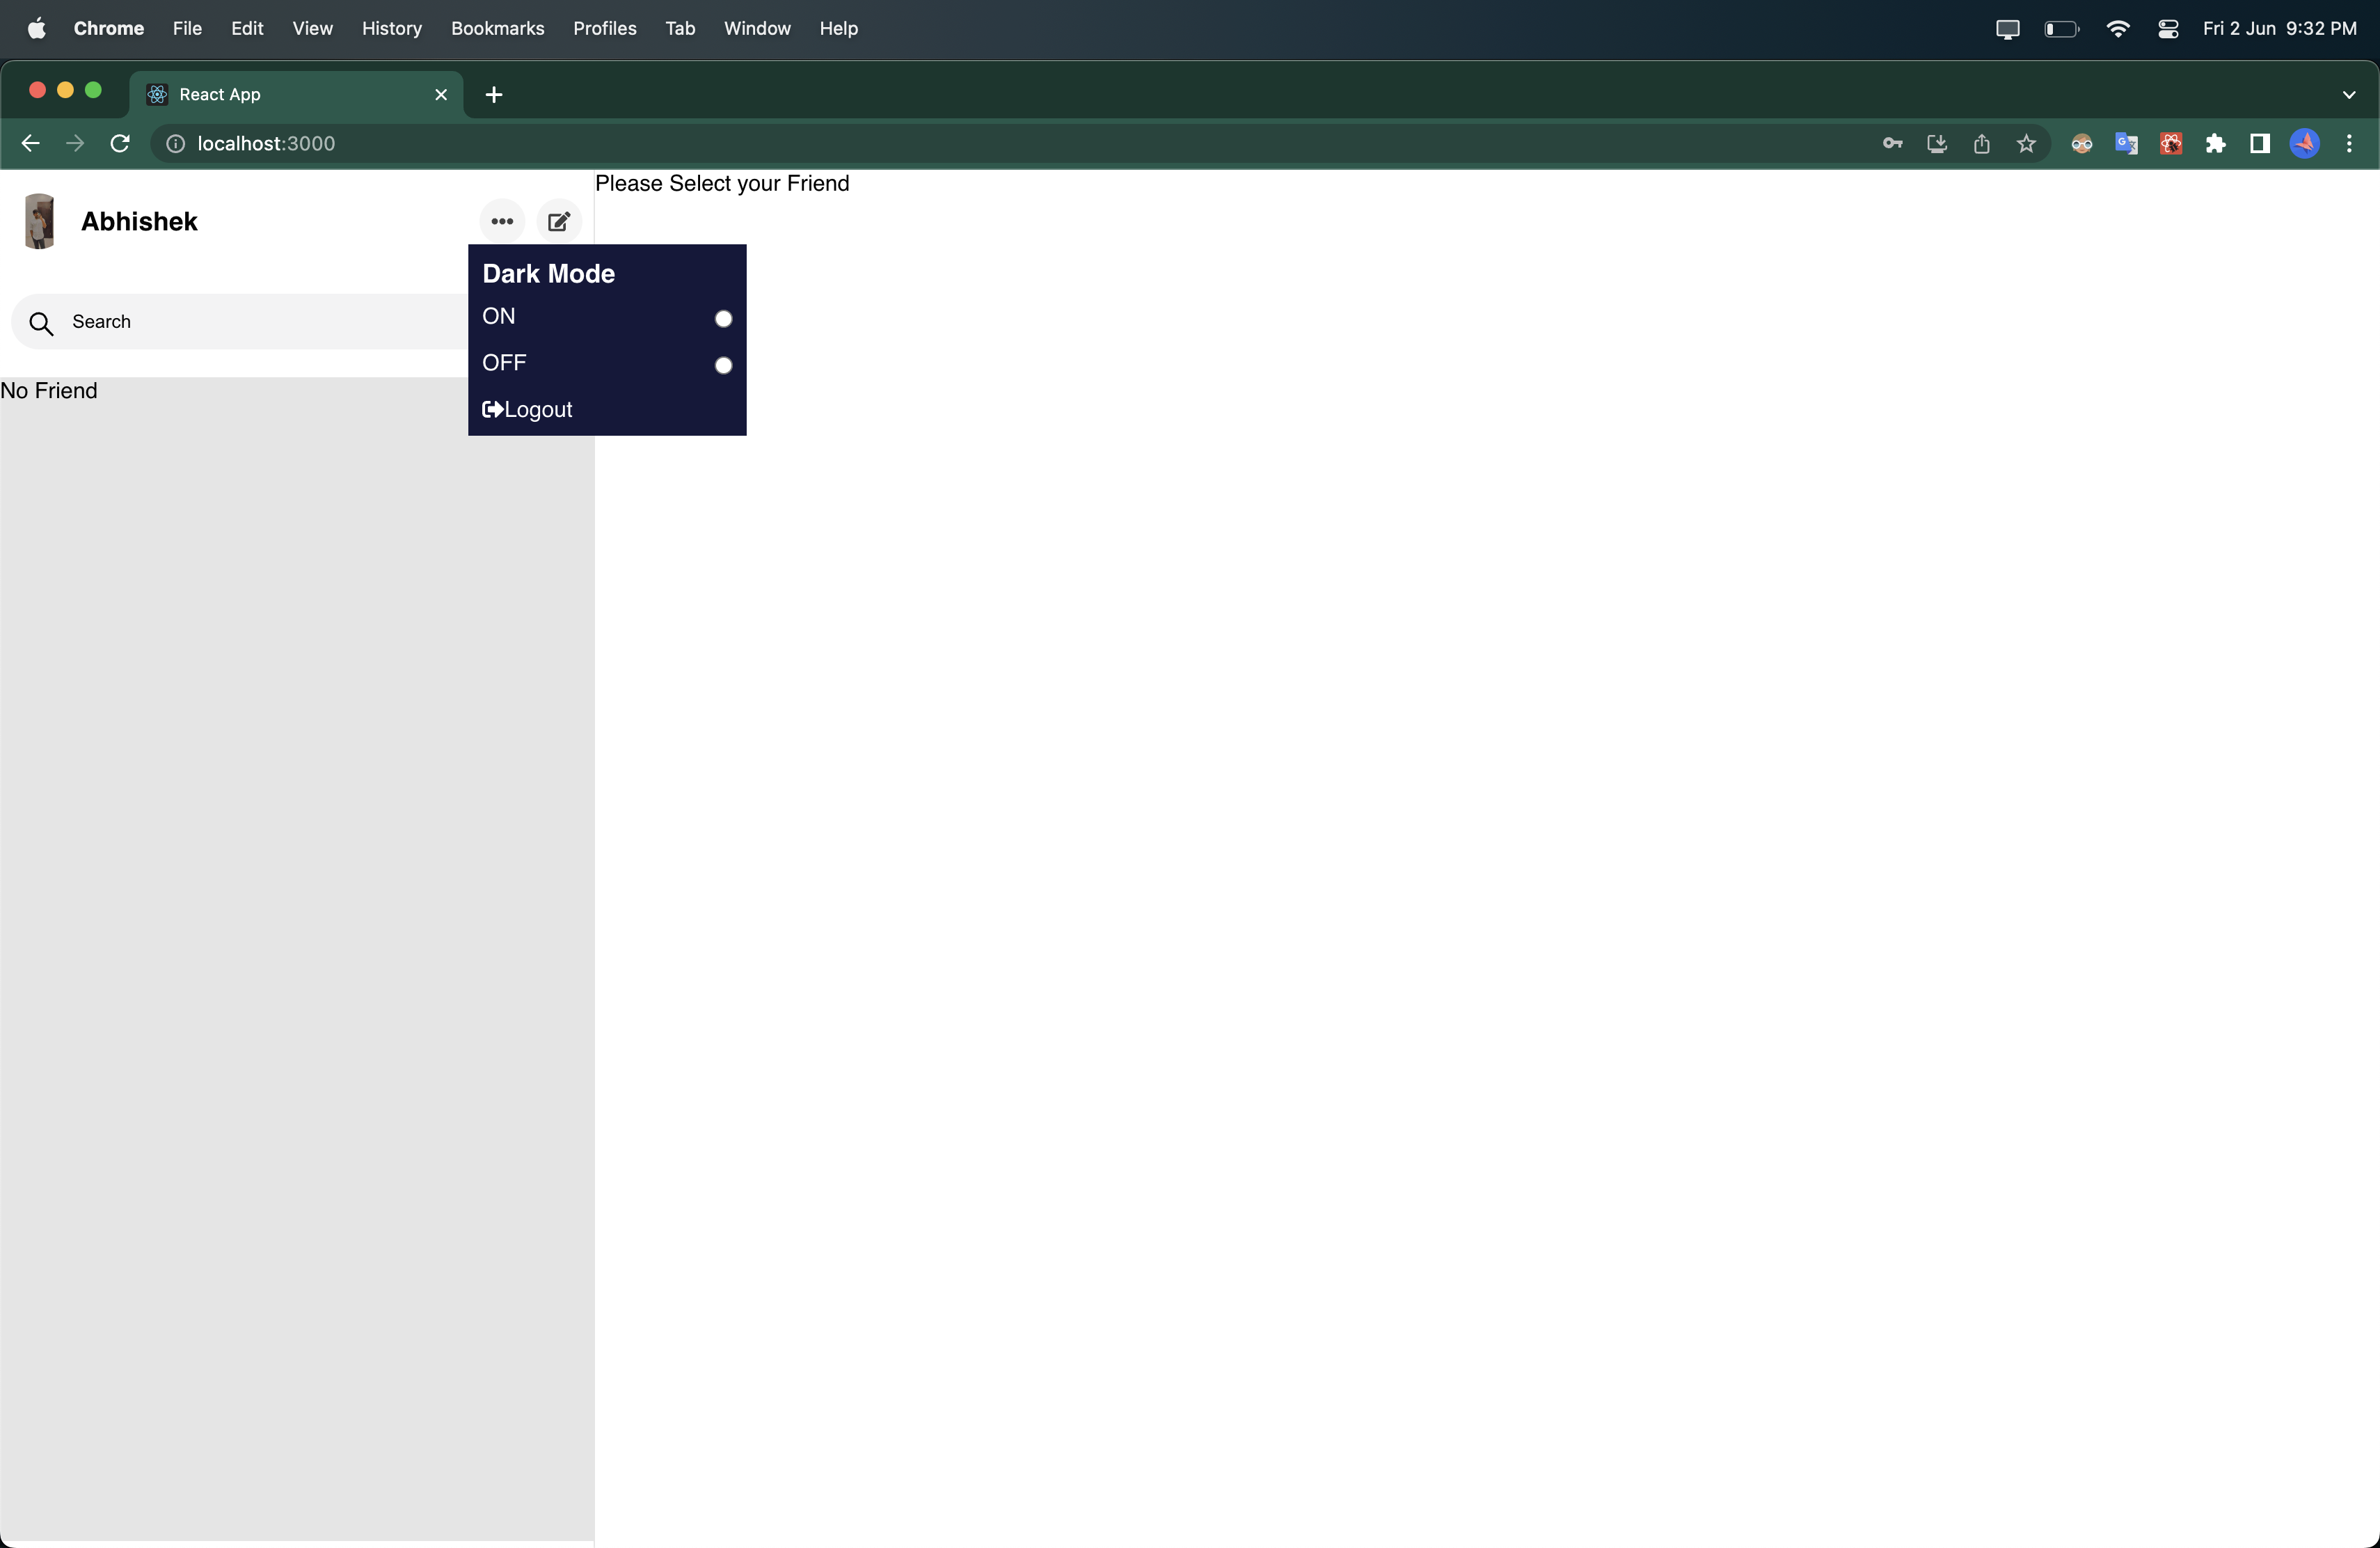 Chrome File Edit View History Bookmarks Profiles Tab Window Help Fri 2 Jun 9:32 PM
React App
localhost:3000
Please Select your Friend
Abhishek
Dark Mode
ON
Search
OFF
No Friend
Logout